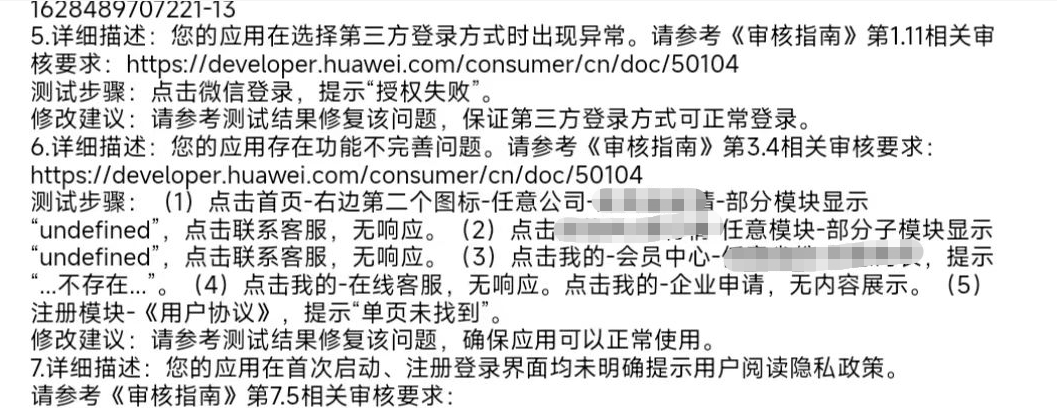 1628489707221-13
5.详细描述：您的应用在选择第三方登录方式时出现异常。请参考《审核指南》第1.11相关审
核要求：https://developer.huawei.com/consumer/cn/doc/50104
测试步骤：点击微信登录，提示“授权失败”。
修改建议：请参考测试结果修复该问题，保证第三方登录方式可正常登录。
6.详细描述：您的应用存在功能不完善问题。请参考《审核指南》第3.4相关审核要求：
https://developer.huawei.com/consumer/cn/doc/50104
测试步骤：（1）点击首页-右边第二个图标-任意公司-情-部分模块显示
“undefined”，点击联系客服，无响应。（2）点击任意模块-部分子模块显示
“undefined”，点击联系客服，无响应。（3）点击我的-会员中心-，提示
“...不存在...”。（4）点击我的-在线客服，无响应。点击我的-企业申请，无内容展示。（5）
注册模块-《用户协议》，提示“单页未找到”。
修改建议：请参考测试结果修复该问题，确保应用可以正常使用。
7.详细描述：您的应用在首次启动、注册登录界面均未明确提示用户阅读隐私政策。
请参考《审核指南》第7.5相关审核要求：